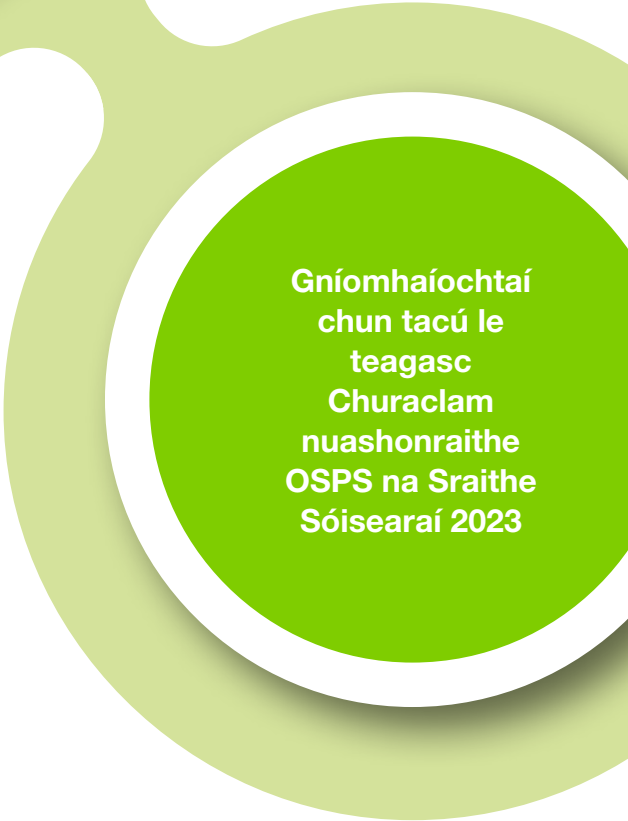 Gníomhaíochtaí
chun tacú le
teagasc
Churaclam
nuashonraithe
OSPS na Sraithe
Sóisearaí 2023